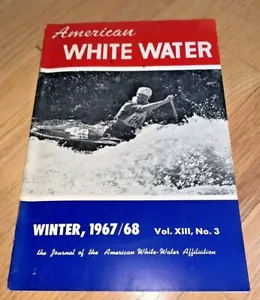 American
WHITE WATER
WINTER, 1967/68 Vol. XIII, No. 3
the Journal of the American White-Water Affiliation